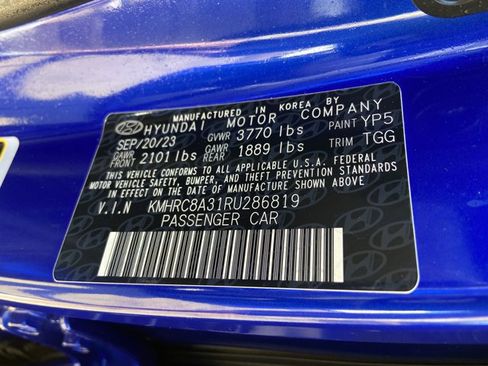 MANUFACTURED IN KOREA BY
HYUNDAI MOTOR COMPANY
SEP/20/23 GVWR 3770 lbs PAINT YP5
GAWR FRONT 2101 lbs GAWR REAR 1889 lbs TRIM TGG
THIS VEHICLE CONFORMS TO ALL APPLICABLE U.S.A. FEDERAL
MOTOR VEHICLE SAFETY, BUMPER, AND THEFT PREVENTION STANDARDS
IN EFFECT ON THE DATE OF MANUFACTURE SHOWN ABOVE.
V.I.N KMHRC8A31RU286819
PASSENGER CAR